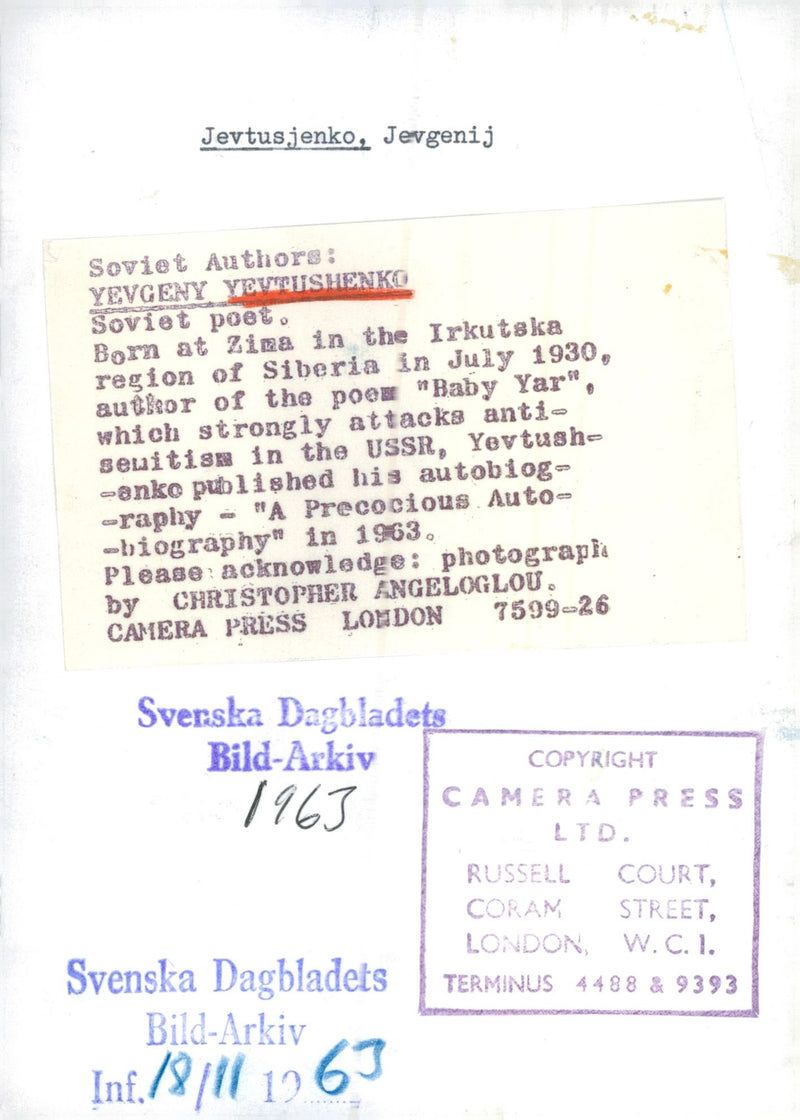 Jevtusjenko, Jevgenij
Soviet Authors:
YEVGENY YEVTUSHENKO
Soviet poet.
Born at Zima in the Irkutska
region of Siberia in July 1930,
author of the poem "Baby Yar",
which strongly attacks anti-
semitism in the USSR, Yevtush-
-enko published his autobiog-
-raphy - "A Precocious Auto-
-biography" in 1963.
Please acknowledge: photograph
by CHRISTOPHER ANGELOGLOU.
CAMERA PRESS LONDON 7599-26
Svenska Dagbladets
Bild-Arkiv
1963
COPYRIGHT
CAMERA PRESS
LTD.
RUSSELL COURT,
CORAM STREET,
LONDON, W.C.1.
TERMINUS 4488 & 9393
Svenska Dagbladets
Bild-Arkiv
Inf. 18/11 1963